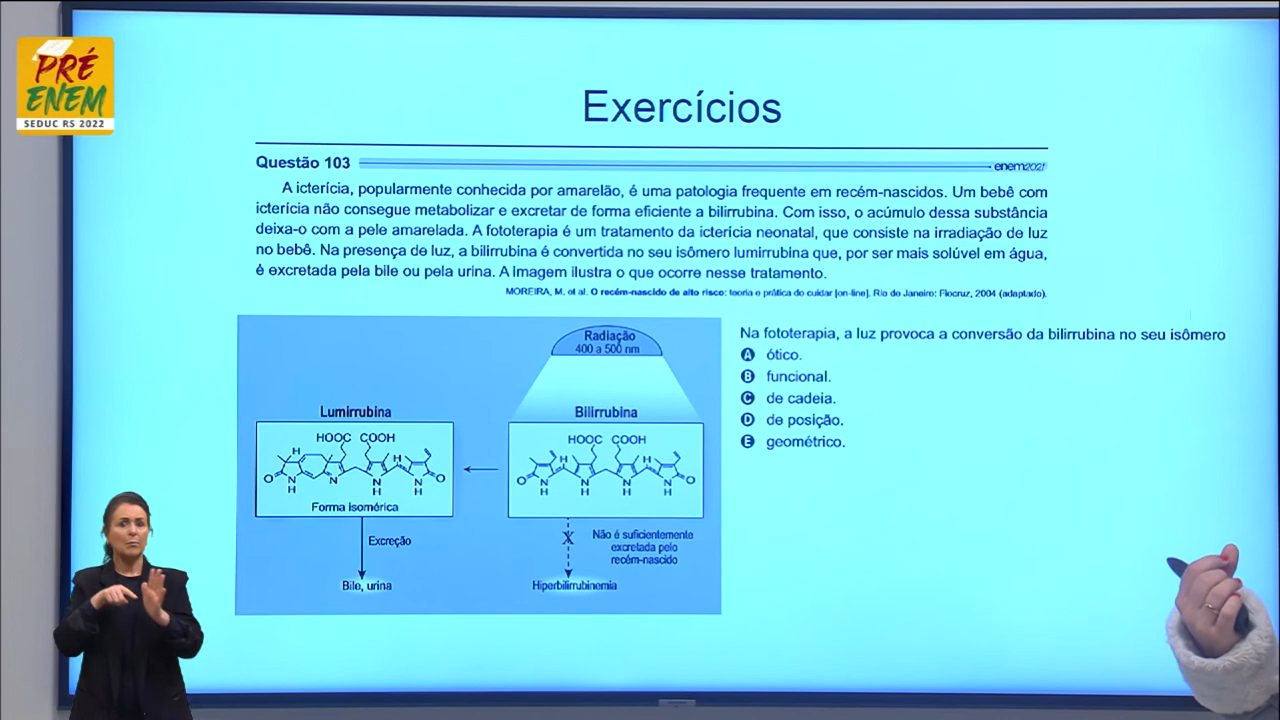 PRÉ
ENEM
SEDUC RS 2022
Exercícios
Questão 103
enem2021
A icterícia, popularmente conhecida por amarelão, é uma patologia frequente em recém-nascidos. Um bebê com
icterícia não consegue metabolizar e excretar de forma eficiente a bilirrubina. Com isso, o acúmulo dessa substância
deixa-o com a pele amarelada. A fototerapia é um tratamento da icterícia neonatal, que consiste na irradiação de luz
no bebê. Na presença de luz, a bilirrubina é convertida no seu isômero lumirrubina que, por ser mais solúvel em água,
é excretada pela bile ou pela urina. A imagem ilustra o que ocorre nesse tratamento.
MOREIRA, M. et al. O recém-nascido de alto risco: teoria e prática do cuidar [on-line]. Rio de Janeiro: Fiocruz, 2004 (adaptado).
Radiação
400 a 500 nm
Lumirrubina
HOOC COOH
H
O
N
H
N
N
H
H
N
H
O
Forma isomérica
Excreção
Bile, urina
Bilirrubina
HOOC COOH
O
N
H
H
N
H
N
H
H
N
H
O
X
Não é suficientemente
excretada pelo
recém-nascido
Hiperbilirrubinemia
Na fototerapia, a luz provoca a conversão da bilirrubina no seu isômero
A ótico.
B funcional.
C de cadeia.
D de posição.
E geométrico.